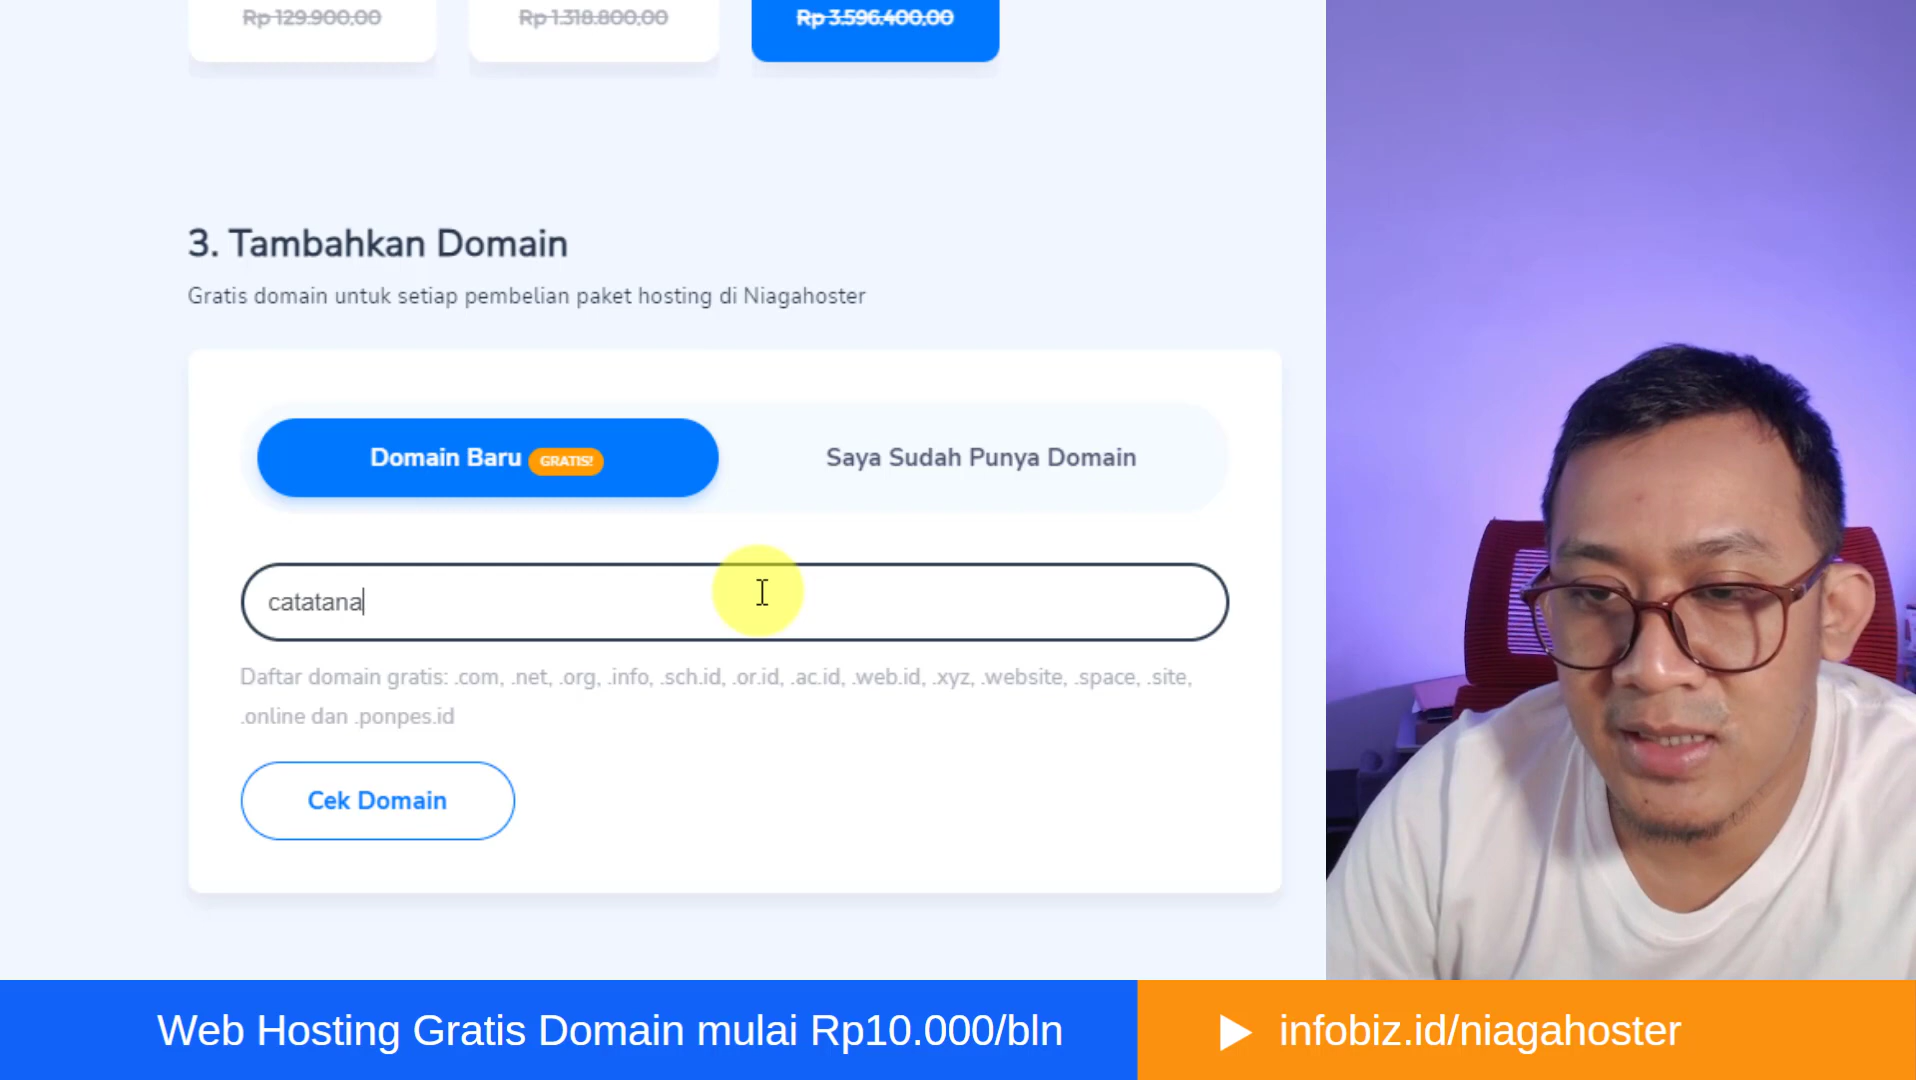 Rp 129.900,00
Rp 1.318.800,00
Rp 3.596.400,00
3. Tambahkan Domain
Gratis domain untuk setiap pembelian paket hosting di Niagahoster
Domain Baru GRATIS!
Saya Sudah Punya Domain
catatana
Daftar domain gratis: .com, .net, .org, .info, .sch.id, .or.id, .ac.id, .web.id, .xyz, .website, .space, .site,
.online dan .ponpes.id
Cek Domain
Web Hosting Gratis Domain mulai Rp10.000/bln
infobiz.id/niagahoster